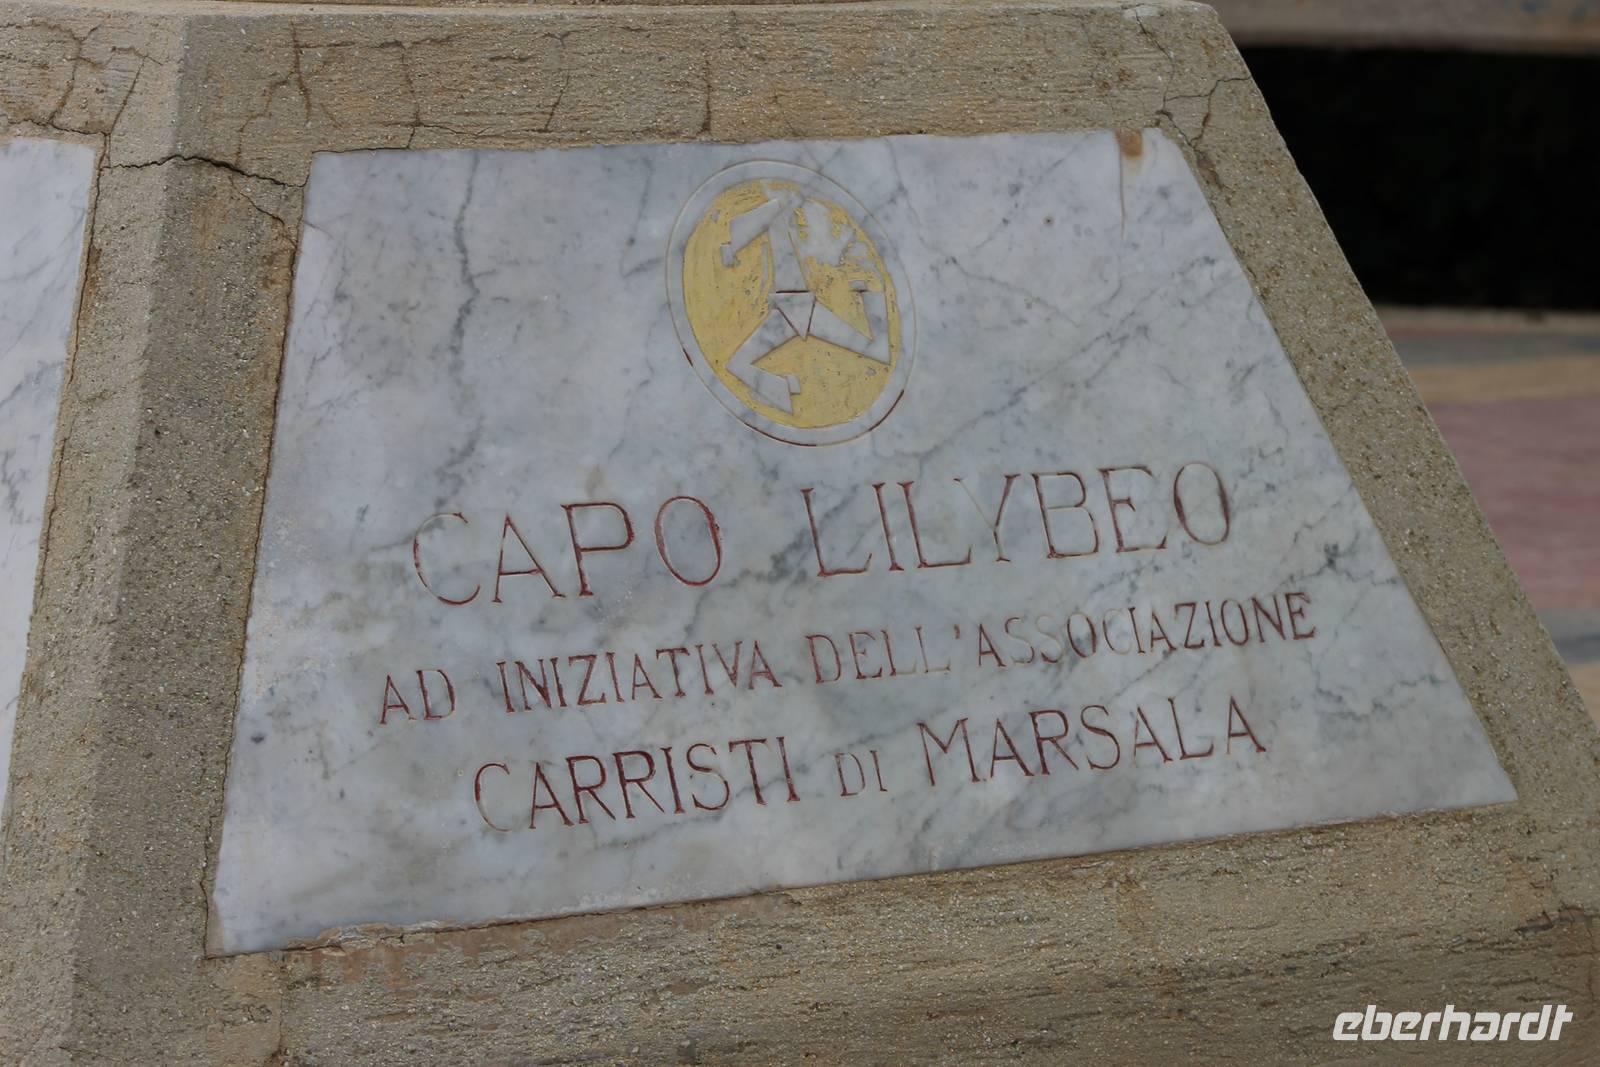 CAPO LILYBEO
AD INIZIATIVA DELL'ASSOCIAZIONE
CARRISTI DI MARSALA
eberhardt